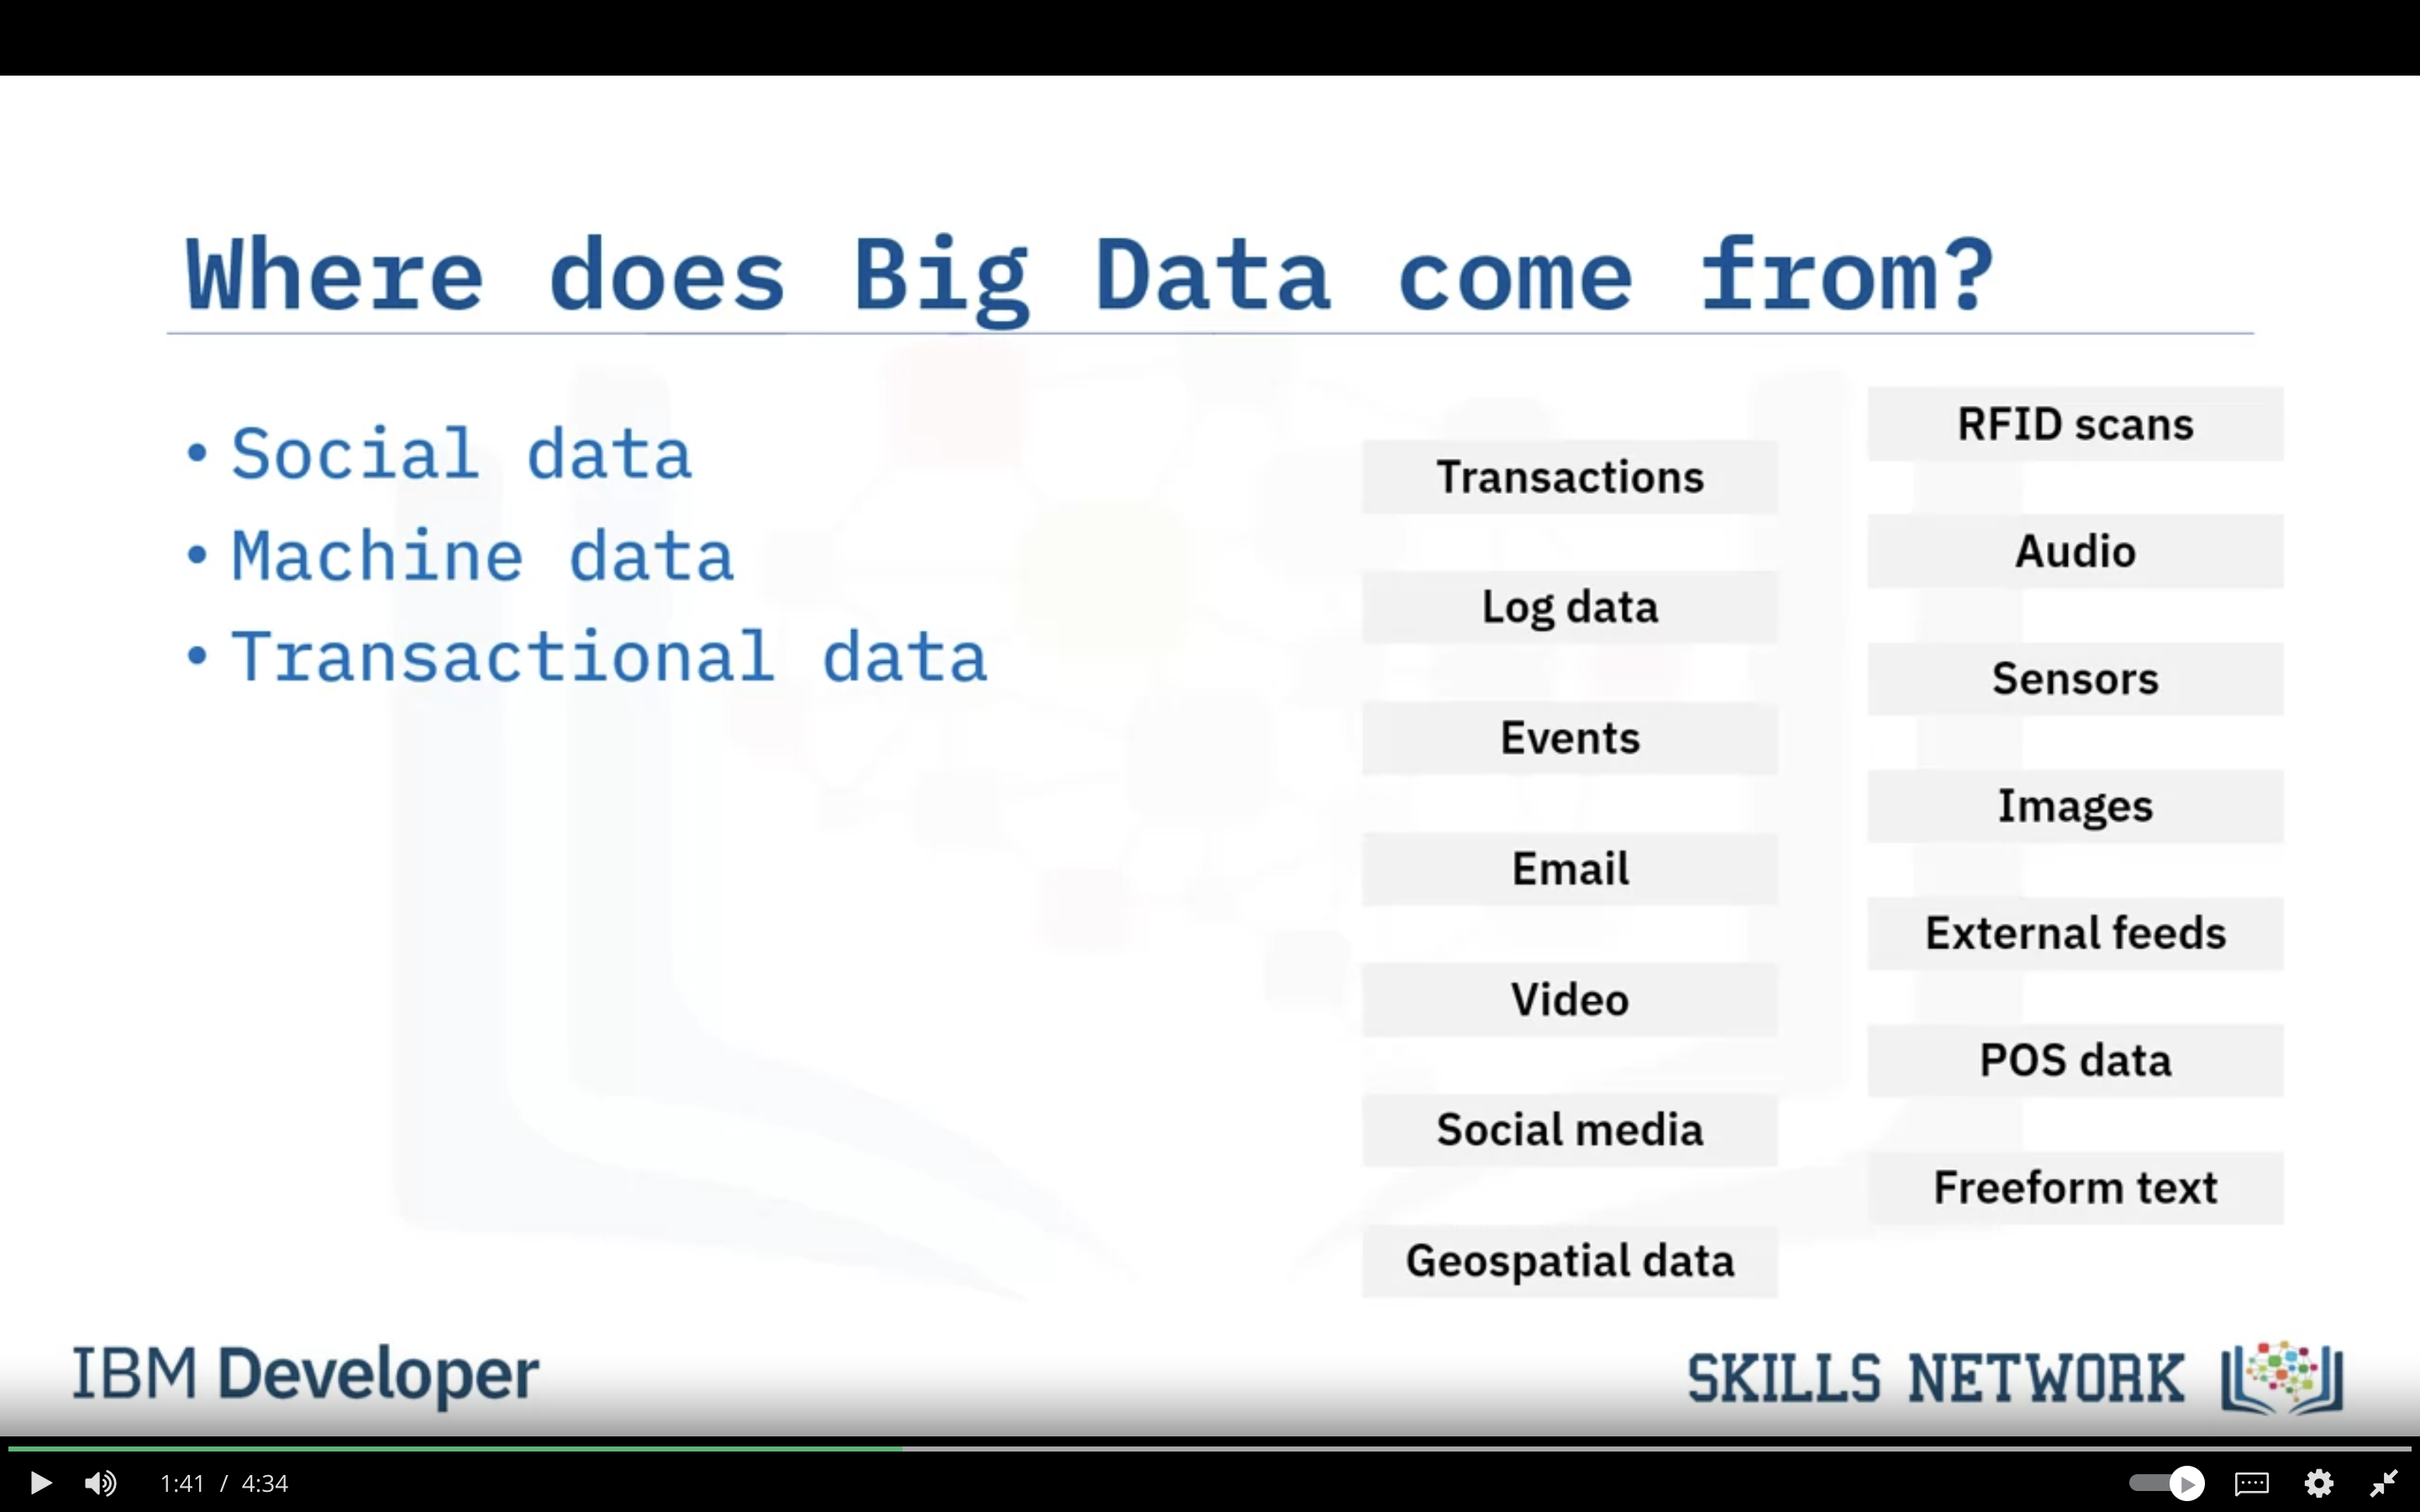 Where does Big Data come from?
• Social data
• Machine data
• Transactional data
Transactions
Log data
Events
Email
Video
Social media
Geospatial data
RFID scans
Audio
Sensors
Images
External feeds
POS data
Freeform text
IBM Developer
SKILLS NETWORK
1:41 / 4:34